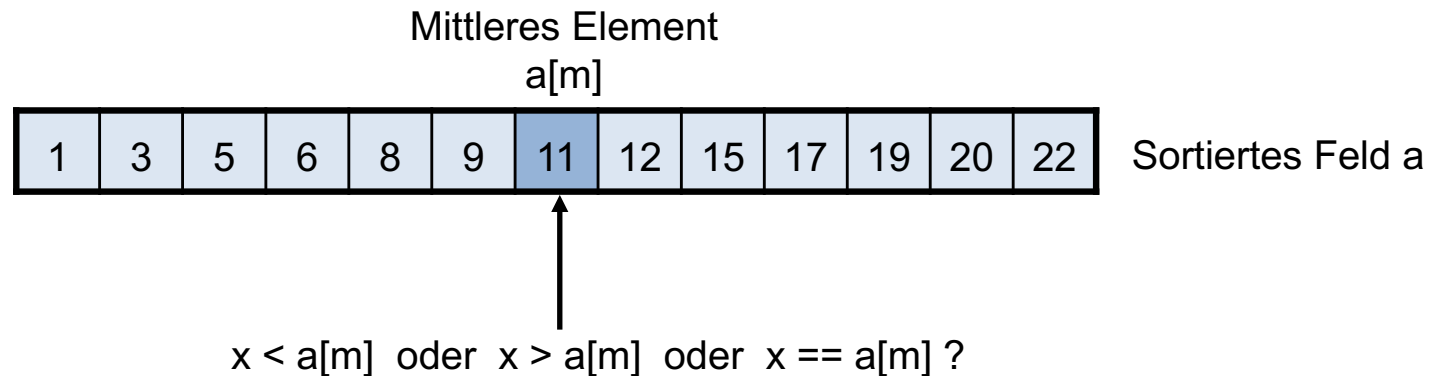 Mittleres Element
a[m]
1 3 5 6 8 9 11 12 15 17 19 20 22 Sortiertes Feld a
x < a[m] oder x > a[m] oder x == a[m] ?